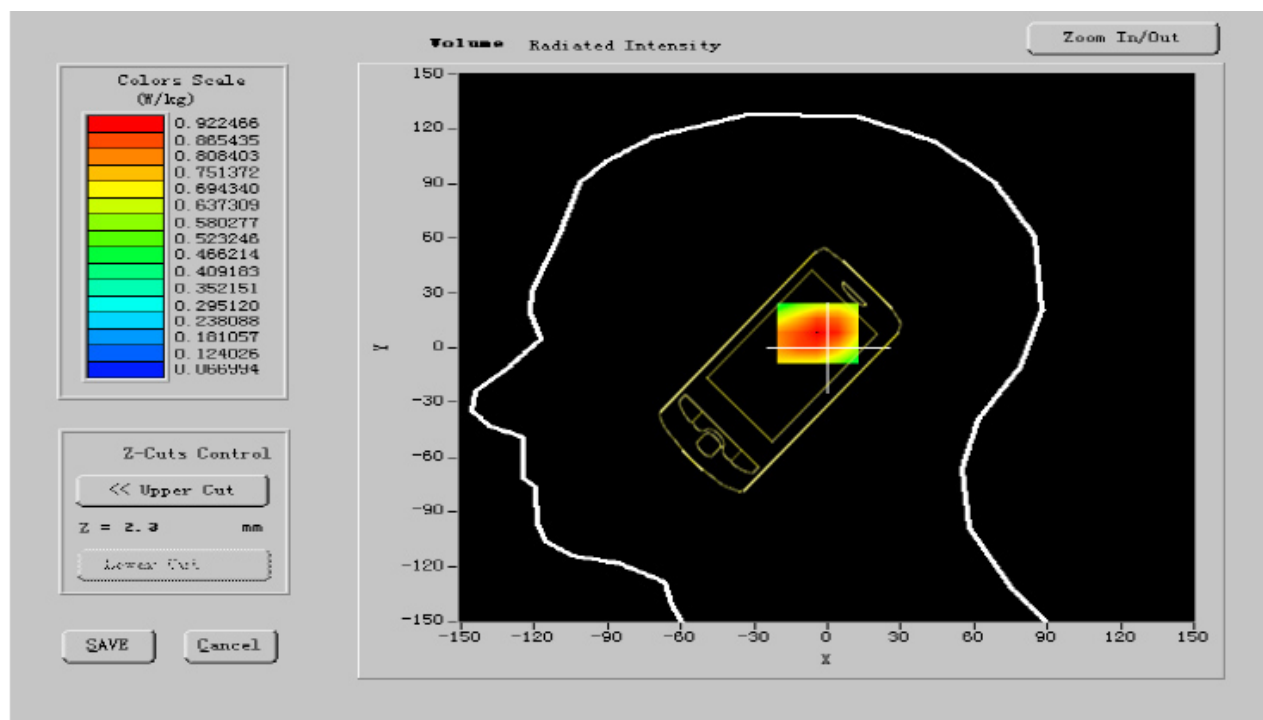 Volume Radiated Intensity
Zoom In/Out
Colors Scale
(W/kg)
0.922466
0.865435
0.808403
0.751372
0.694340
0.637309
0.580277
0.523246
0.466214
0.409183
0.352151
0.295120
0.238088
0.181057
0.124026
0.066994
Z-Cuts Control
<< Upper Cut
Z = 2.3 mm
Lower Cut
SAVE
Cancel
150
120
90
60
30
0
-30
-60
-90
-120
-150
Y
-150 -120 -90 -60 -30 0 30 60 90 120 150
X